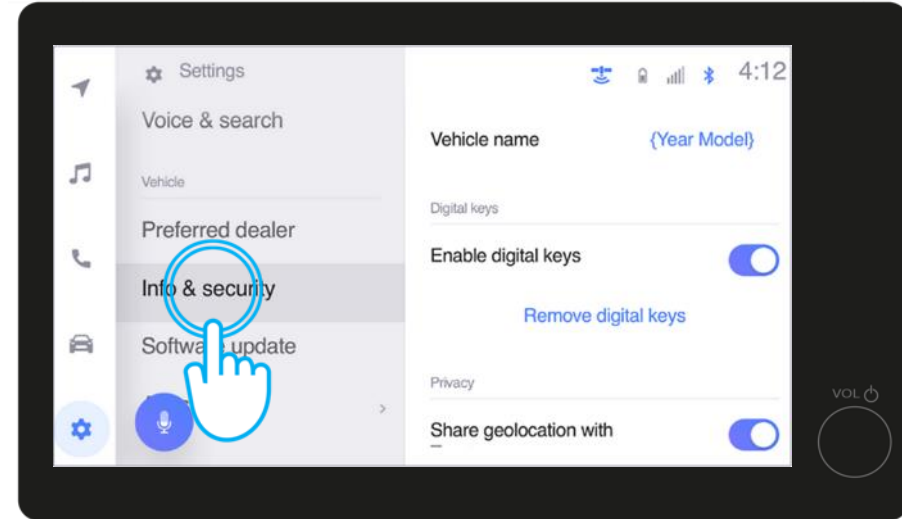 Settings
4:12
Voice & search
Vehicle name {Year Model}
Vehicle
Digital keys
Preferred dealer
Enable digital keys
Info & security
Remove digital keys
Software update
Privacy
VOL
Share geolocation with